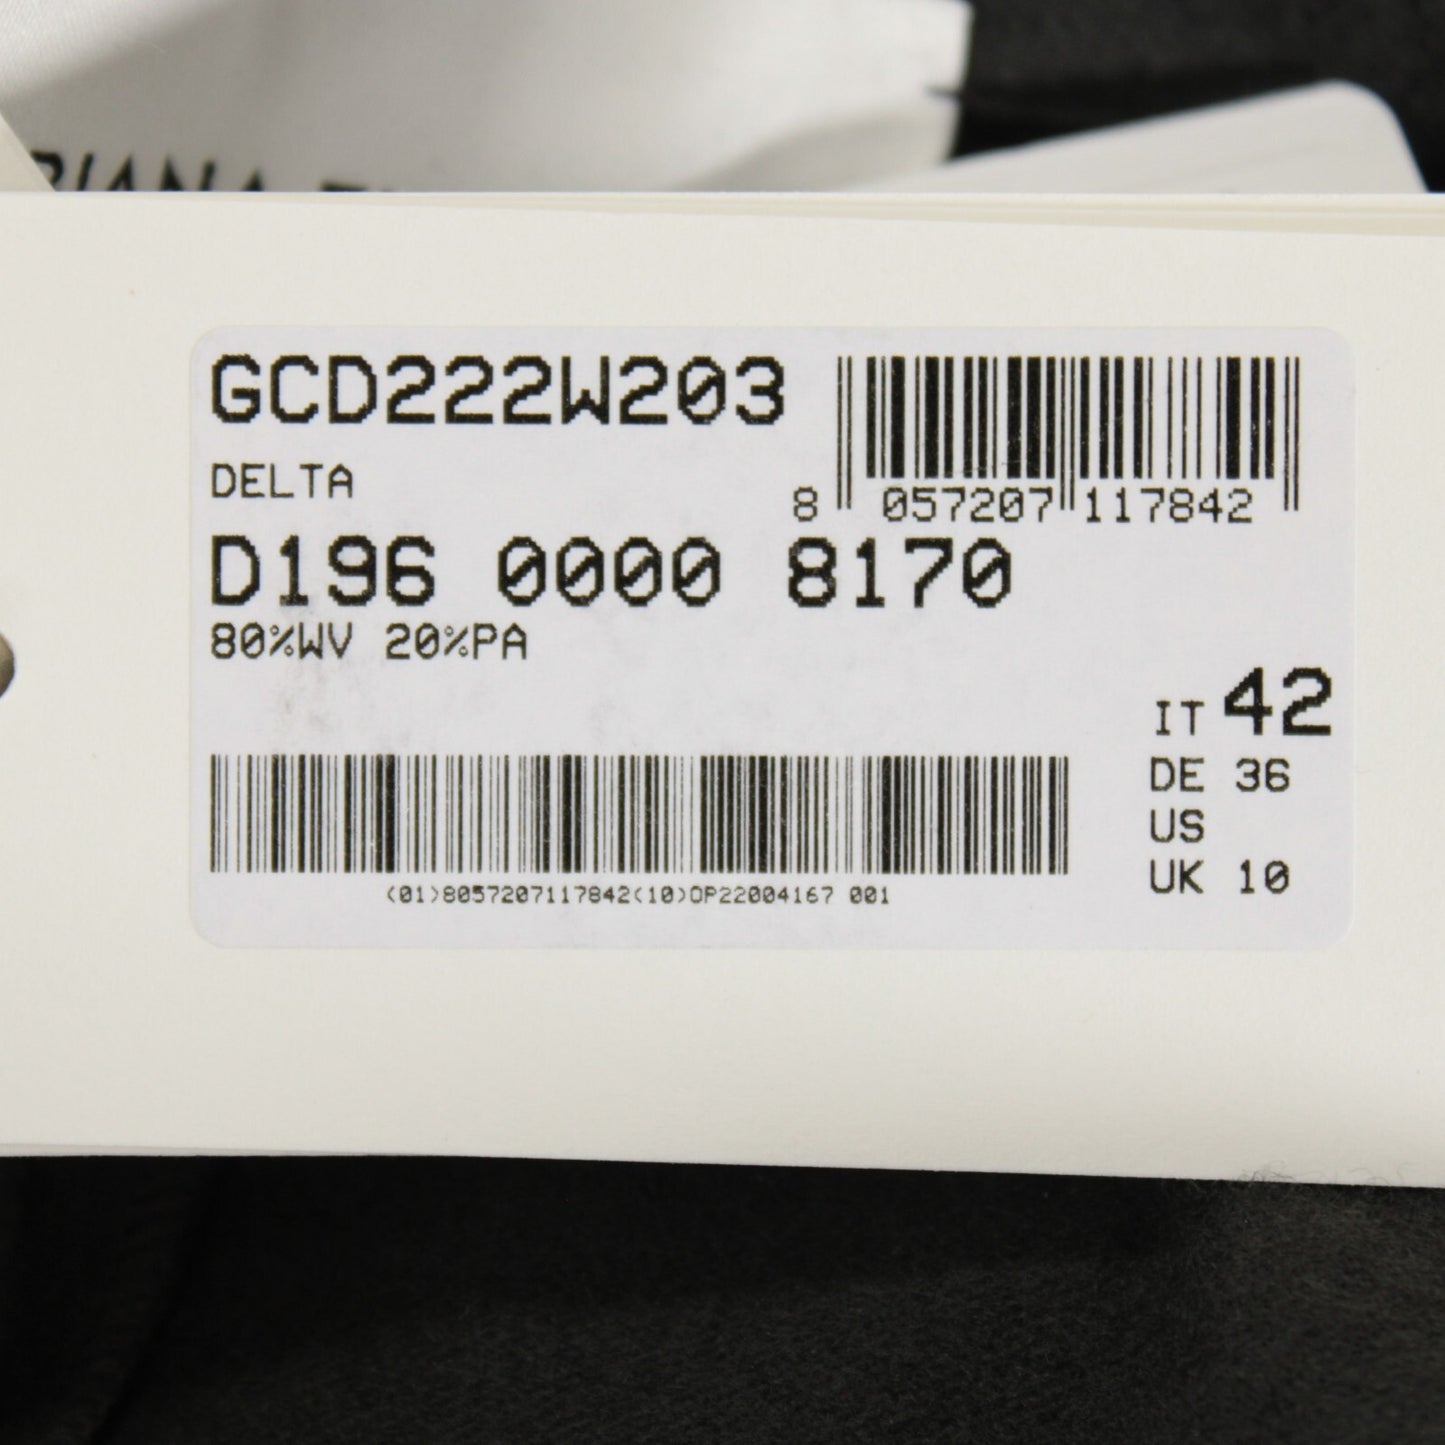 GCD222W203
DELTA
8 057207 117842
D196 0000 8170
80%WV 20%PA
IT 42
DE 36
US
UK 10
(01)8057207117842(10)OP22004167 001